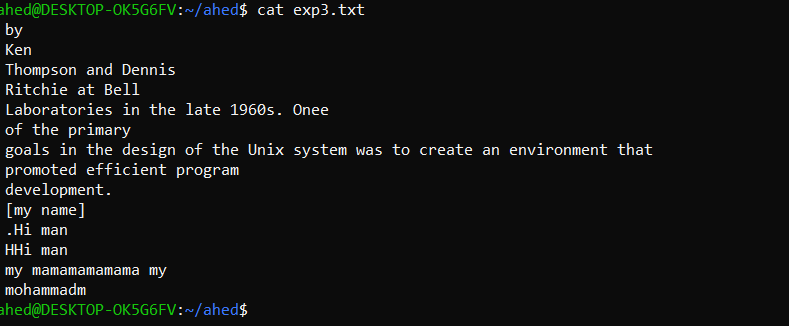 ahed@DESKTOP-OK5G6FV:~/ahed$ cat exp3.txt
by
Ken
Thompson and Dennis
Ritchie at Bell
Laboratories in the late 1960s. Onee
of the primary
goals in the design of the Unix system was to create an environment that
promoted efficient program
development.
[my name]
.Hi man
HHi man
my mamamamamama my
mohammadm
ahed@DESKTOP-OK5G6FV:~/ahed$